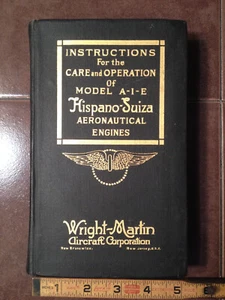 INSTRUCTIONS
For the
CARE and OPERATION
Of
MODEL A-I-E
Hispano-Suiza
AERONAUTICAL
ENGINES
Wright-Martin
Aircraft Corporation
New Brunswick, New Jersey, U.S.A.
1 2 3 4 5